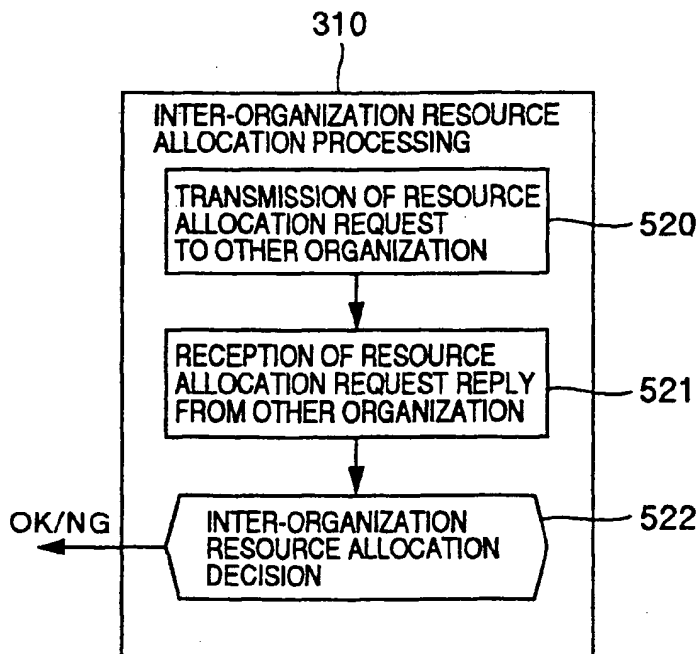 310
INTER-ORGANIZATION RESOURCE
ALLOCATION PROCESSING
TRANSMISSION OF RESOURCE
ALLOCATION REQUEST
TO OTHER ORGANIZATION
520
RECEPTION OF RESOURCE
ALLOCATION REQUEST REPLY
FROM OTHER ORGANIZATION
521
OK/NG
INTER-ORGANIZATION
RESOURCE ALLOCATION
DECISION
522